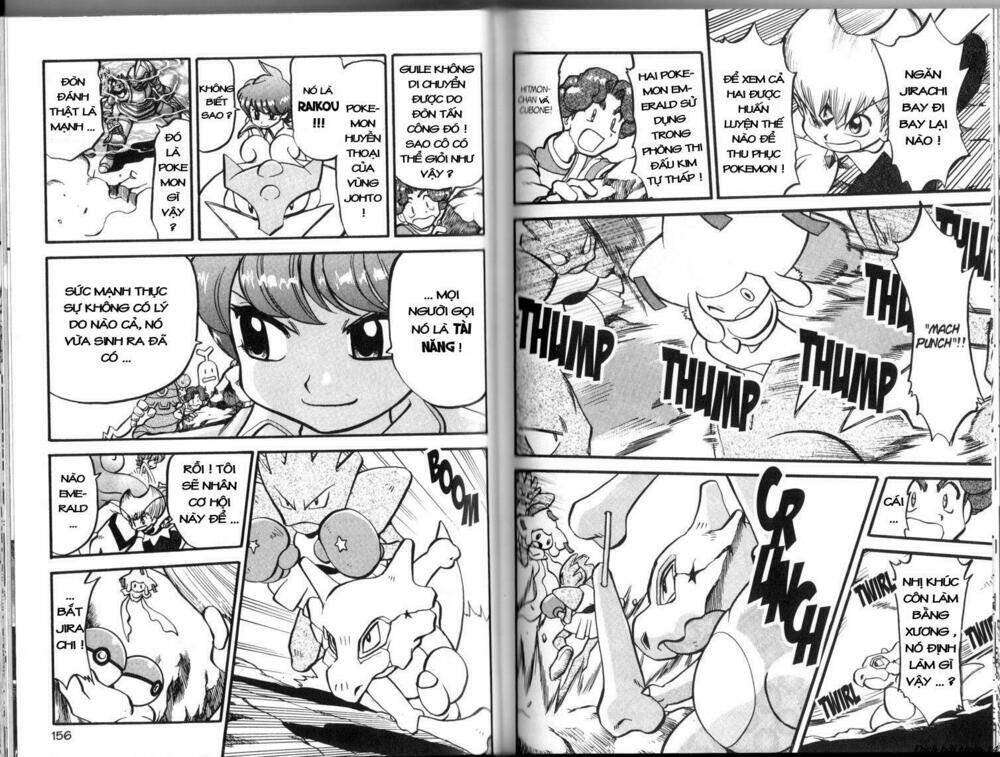 NGĂN
JIRACHI
BAY ĐI
BAY LẠI
NÀO !
ĐỂ XEM CẢ
HAI ĐƯỢC
HUẤN
LUYỆN THẾ
NÀO ĐỂ
THU PHỤC
POKEMON !
HAI POKE-
MON EM-
ERALD SỬ
DỤNG
TRONG
PHÒNG THI
ĐẤU KIM
TỰ THÁP !
HITMON-
CHAN VÀ
CUBONE!
"MACH
PUNCH"!!
THUMP
THUMP
THUMP
THUMP
THUMP
CÁI ...
NHỊ KHÚC
CÔN LÀM
BẰNG
XƯƠNG ,
NÓ ĐỊNH
LÀM GÌ
VẬY ... ?
TWIRL
TWIRL
TWIRL
CRUNCH
GUILE KHÔNG
DI CHUYỂN
ĐƯỢC DO
ĐÒN TẤN
CÔNG ĐÓ !
SAO CÔ CÓ
THỂ GIỎI NHƯ
VẬY ?
POKE-
MON
HUYỀN
THOẠI
CỦA
VÙNG
JOHTO !
NÓ LÀ
RAIKOU
!!!
KHÔNG
BIẾT
SAO ?
ĐÒN
ĐÁNH
THẬT LÀ
MẠNH ...
ĐÓ
LÀ
POKE
MON
GÌ
VẬY
?
... MỌI
NGƯỜI GỌI
NÓ LÀ TÀI
NĂNG !
SỨC MẠNH THỰC
SỰ KHÔNG CÓ LÝ
DO NÀO CẢ, NÓ
VỪA SINH RA ĐÃ
CÓ ...
BOOM
RỒI ! TÔI
SẼ NHÂN
CƠ HỘI
NÀY ĐỂ ...
NÀO
EME-
RALD
...
...
BẮT
JIRA
CHI !
156